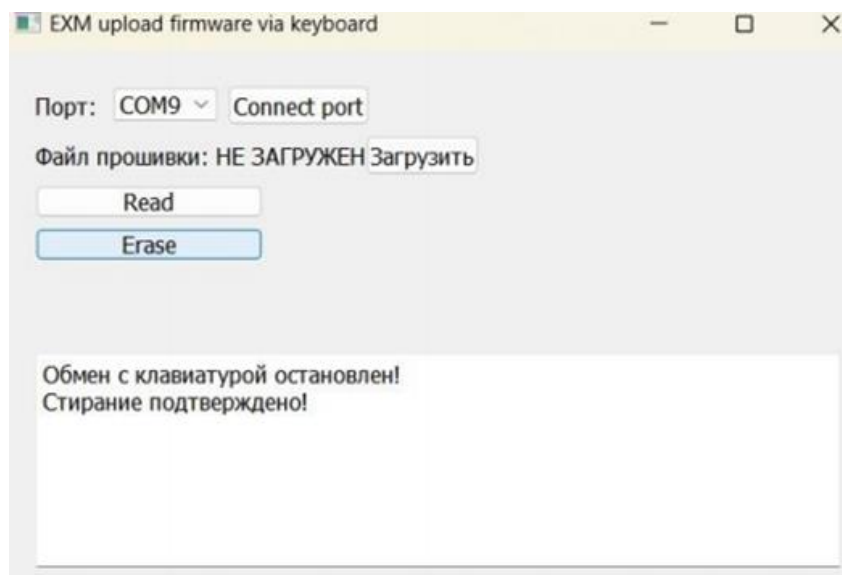 EXM upload firmware via keyboard
Порт: COM9 Connect port
Файл прошивки: НЕ ЗАГРУЖЕН Загрузить
Read
Erase
Обмен с клавиатурой остановлен!
Стирание подтверждено!